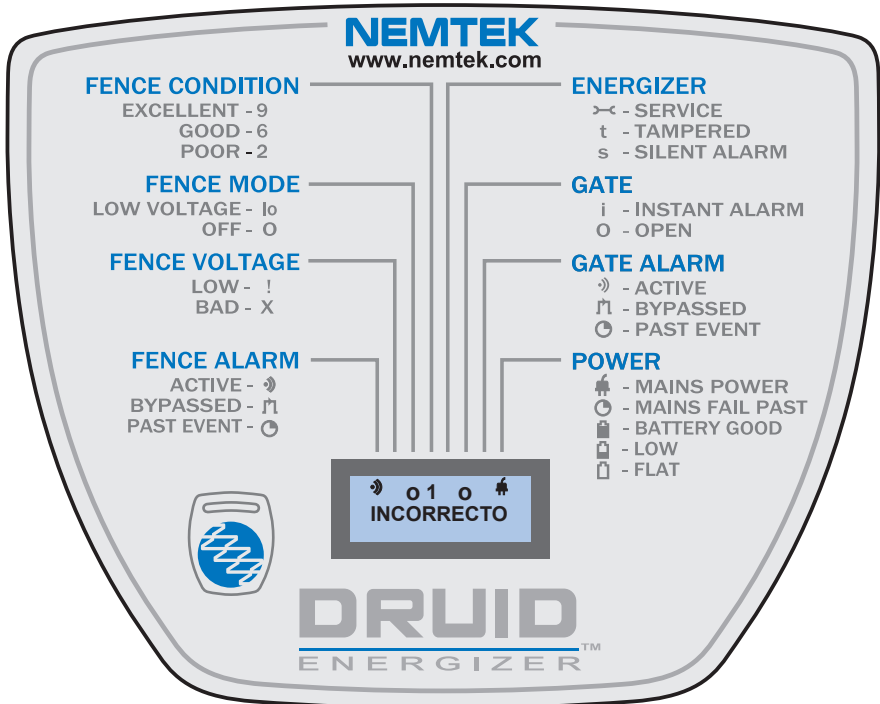 NEMTEK
www.nemtek.com
FENCE CONDITION
EXCELLENT - 9
GOOD - 6
POOR - 2
FENCE MODE
LOW VOLTAGE - lo
OFF - O
FENCE VOLTAGE
LOW - !
BAD - X
FENCE ALARM
ACTIVE -
BYPASSED -
PAST EVENT -
ENERGIZER
- SERVICE
t - TAMPERED
s - SILENT ALARM
GATE
i - INSTANT ALARM
O - OPEN
GATE ALARM
- ACTIVE
- BYPASSED
- PAST EVENT
POWER
- MAINS POWER
- MAINS FAIL PAST
- BATTERY GOOD
- LOW
- FLAT
o 1 o
INCORRECTO
DRUID
ENERGIZER™